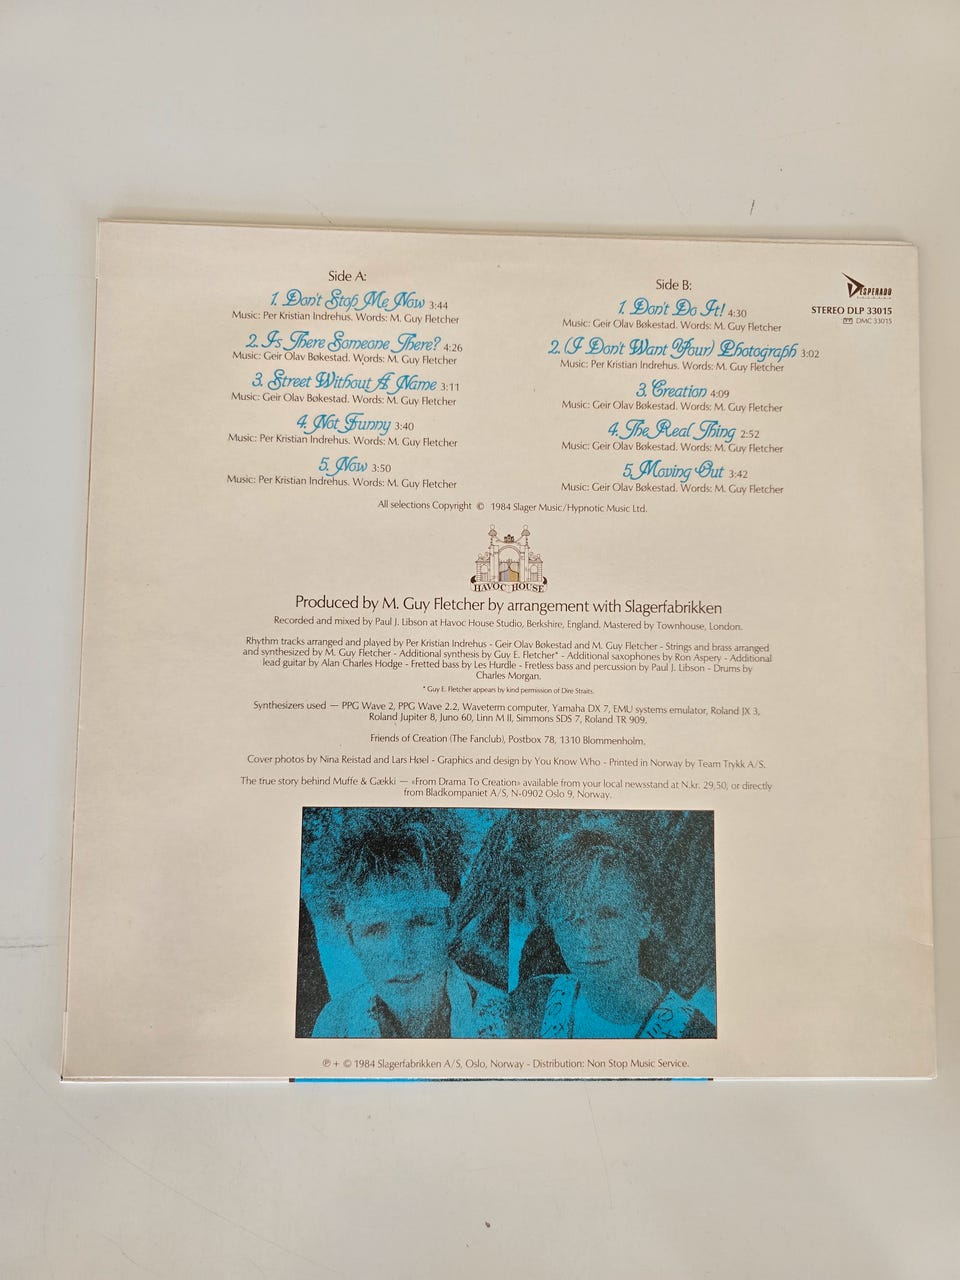 Side A:
1. Don't Stop Me Now 3:44
Music: Per Kristian Indrehus. Words: M. Guy Fletcher
2. Is There Someone There? 4:26
Music: Geir Olav Bøkestad. Words: M. Guy Fletcher
3. Street Without A Name 3:11
Music: Geir Olav Bøkestad. Words: M. Guy Fletcher
4. Not Funny 3:40
Music: Per Kristian Indrehus. Words: M. Guy Fletcher
5. Now 3:50
Music: Per Kristian Indrehus. Words: M. Guy Fletcher
Side B:
1. Don't Do It! 4:30
Music: Geir Olav Bøkestad. Words: M. Guy Fletcher
2. (I Don't Want Your) Photograph 3:02
Music: Per Kristian Indrehus. Words: M. Guy Fletcher
3. Creation 4:09
Music: Geir Olav Bøkestad. Words: M. Guy Fletcher
4. The Real Thing 2:52
Music: Geir Olav Bøkestad. Words: M. Guy Fletcher
5. Moving Out 3:42
Music: Geir Olav Bøkestad. Words: M. Guy Fletcher
DESPERADO
STEREO DLP 33015
DMC 33015
All selections Copyright © 1984 Slager Music/Hypnotic Music Ltd.
HAVOC HOUSE
Produced by M. Guy Fletcher by arrangement with Slagerfabrikken
Recorded and mixed by Paul J. Libson at Havoc House Studio, Berkshire, England. Mastered by Townhouse, London.
Rhythm tracks arranged and played by Per Kristian Indrehus - Geir Olav Bøkestad and M. Guy Fletcher - Strings and brass arranged
and synthesized by M. Guy Fletcher - Additional synthesis by Guy E. Fletcher* - Additional saxophones by Ron Aspery - Additional
lead guitar by Alan Charles Hodge - Fretted bass by Les Hurdle - Fretless bass and percussion by Paul J. Libson - Drums by
Charles Morgan.
* Guy E. Fletcher appears by kind permission of Dire Straits.
Synthesizers used — PPG Wave 2, PPG Wave 2.2, Waveterm computer, Yamaha DX 7, EMU systems emulator, Roland JX 3,
Roland Jupiter 8, Juno 60, Linn M II, Simmons SDS 7, Roland TR 909.
Friends of Creation (The Fanclub), Postbox 78, 1310 Blommenholm.
Cover photos by Nina Reistad and Lars Høel - Graphics and design by You Know Who - Printed in Norway by Team Trykk A/S.
The true story behind Muffe & Gækki — «From Drama To Creation» available from your local newsstand at N.kr. 29,50, or directly
from Bladkompaniet A/S, N-0902 Oslo 9, Norway.
℗ + © 1984 Slagerfabrikken A/S, Oslo, Norway - Distribution: Non Stop Music Service.